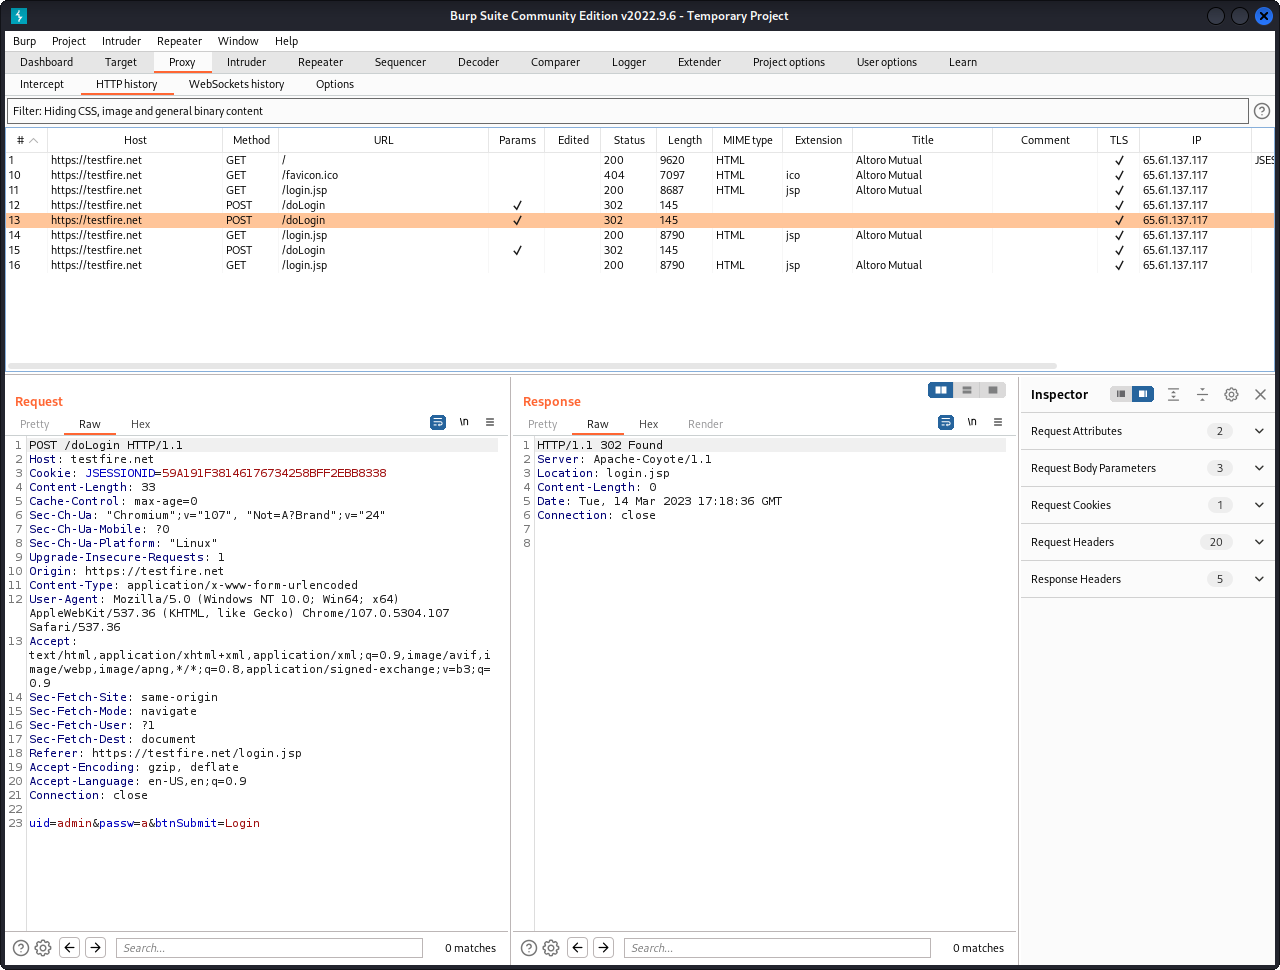 Burp Suite Community Edition v2022.9.6 - Temporary Project
Burp Project Intruder Repeater Window Help
Dashboard Target Proxy Intruder Repeater Sequencer Decoder Comparer Logger Extender Project options User options Learn
Intercept HTTP history WebSockets history Options
Filter: Hiding CSS, image and general binary content
# Host Method URL Params Edited Status Length MIME type Extension Title Comment TLS IP
1 https://testfire.net GET / 200 9620 HTML Altoro Mutual ✓ 65.61.137.117 JSES
10 https://testfire.net GET /favicon.ico 404 7097 HTML ico Altoro Mutual ✓ 65.61.137.117
11 https://testfire.net GET /login.jsp 200 8687 HTML jsp Altoro Mutual ✓ 65.61.137.117
12 https://testfire.net POST /doLogin ✓ 302 145 ✓ 65.61.137.117
13 https://testfire.net POST /doLogin ✓ 302 145 ✓ 65.61.137.117
14 https://testfire.net GET /login.jsp 200 8790 HTML jsp Altoro Mutual ✓ 65.61.137.117
15 https://testfire.net POST /doLogin ✓ 302 145 ✓ 65.61.137.117
16 https://testfire.net GET /login.jsp 200 8790 HTML jsp Altoro Mutual ✓ 65.61.137.117
Request
Pretty Raw Hex \n
1 POST /doLogin HTTP/1.1
2 Host: testfire.net
3 Cookie: JSESSIONID=59A191F38146176734258BFF2EBB8338
4 Content-Length: 33
5 Cache-Control: max-age=0
6 Sec-Ch-Ua: "Chromium";v="107", "Not=A?Brand";v="24"
7 Sec-Ch-Ua-Mobile: ?0
8 Sec-Ch-Ua-Platform: "Linux"
9 Upgrade-Insecure-Requests: 1
10 Origin: https://testfire.net
11 Content-Type: application/x-www-form-urlencoded
12 User-Agent: Mozilla/5.0 (Windows NT 10.0; Win64; x64)
AppleWebKit/537.36 (KHTML, like Gecko) Chrome/107.0.5304.107
Safari/537.36
13 Accept:
text/html,application/xhtml+xml,application/xml;q=0.9,image/avif,i
mage/webp,image/apng,*/*;q=0.8,application/signed-exchange;v=b3;q=
0.9
14 Sec-Fetch-Site: same-origin
15 Sec-Fetch-Mode: navigate
16 Sec-Fetch-User: ?1
17 Sec-Fetch-Dest: document
18 Referer: https://testfire.net/login.jsp
19 Accept-Encoding: gzip, deflate
20 Accept-Language: en-US,en;q=0.9
21 Connection: close
22
23 uid=admin&passw=a&btnSubmit=Login
Search... 0 matches
Response
Pretty Raw Hex Render \n
1 HTTP/1.1 302 Found
2 Server: Apache-Coyote/1.1
3 Location: login.jsp
4 Content-Length: 0
5 Date: Tue, 14 Mar 2023 17:18:36 GMT
6 Connection: close
7
8
Search... 0 matches
Inspector
Request Attributes 2
Request Body Parameters 3
Request Cookies 1
Request Headers 20
Response Headers 5